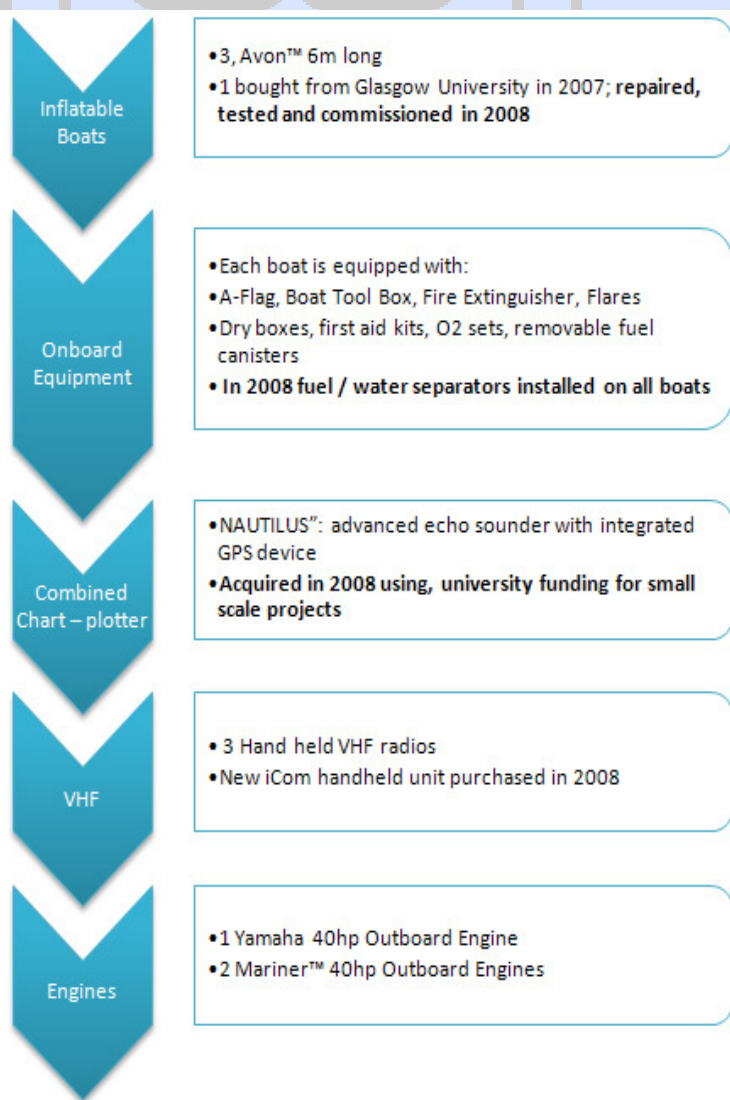 Inflatable
Boats
•3, Avon™ 6m long
•1 bought from Glasgow University in 2007; repaired,
tested and commissioned in 2008
Onboard
Equipment
•Each boat is equipped with:
•A-Flag, Boat Tool Box, Fire Extinguisher, Flares
•Dry boxes, first aid kits, O2 sets, removable fuel
canisters
• In 2008 fuel / water separators installed on all boats
Combined
Chart – plotter
•NAUTILUS”: advanced echo sounder with integrated
GPS device
•Acquired in 2008 using, university funding for small
scale projects
VHF
• 3 Hand held VHF radios
•New iCom handheld unit purchased in 2008
Engines
•1 Yamaha 40hp Outboard Engine
•2 Mariner™ 40hp Outboard Engines